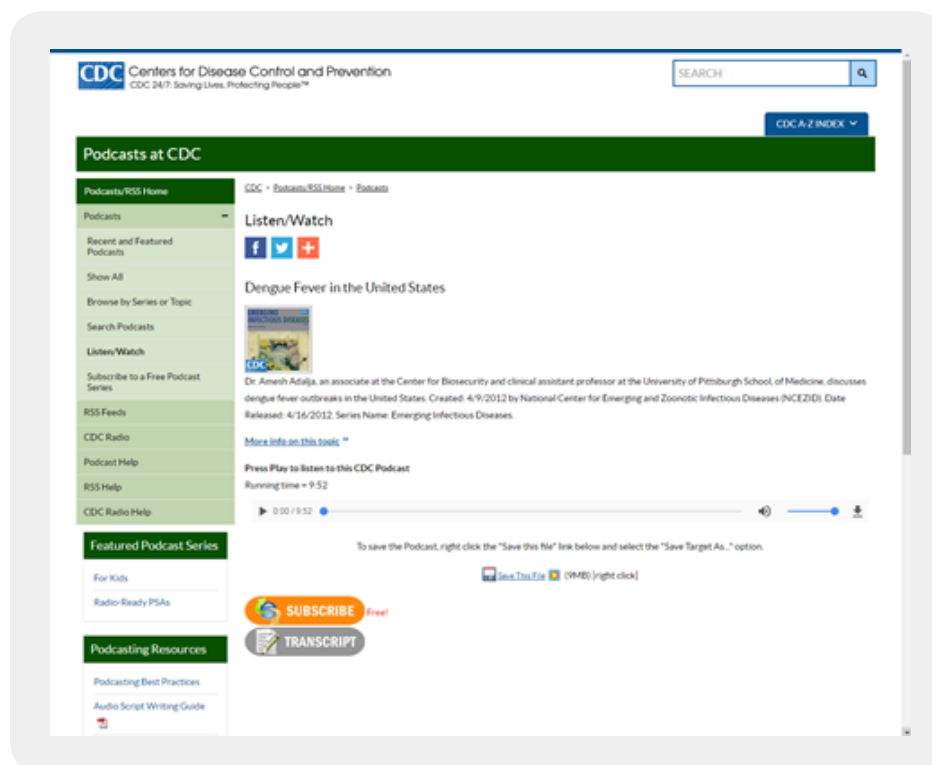 CDC Centers for Disease Control and Prevention
CDC 24/7: Saving Lives. Protecting People™
SEARCH
CDC A-Z INDEX
Podcasts at CDC
Podcasts/RSS Home
Podcasts
Recent and Featured
Podcasts
Show All
Browse by Series or Topic
Search Podcasts
Listen/Watch
Subscribe to a Free Podcast
Series
RSS Feeds
CDC Radio
Podcast Help
RSS Help
CDC Radio Help
Featured Podcast Series
For Kids
Radio-Ready PSAs
Podcasting Resources
Podcasting Best Practices
Audio Script Writing Guide
CDC > Podcasts/RSS Home > Podcasts
Listen/Watch
Dengue Fever in the United States
EMERGING
INFECTIOUS DISEASES
CDC
Dr. Amesh Adalja, an associate at the Center for Biosecurity and clinical assistant professor at the University of Pittsburgh School, of Medicine, discusses
dengue fever outbreaks in the United States. Created: 4/9/2012 by National Center for Emerging and Zoonotic Infectious Diseases (NCEZID). Date
Released: 4/16/2012. Series Name: Emerging Infectious Diseases.
More info on this topic
Press Play to listen to this CDC Podcast
Running time = 9:52
0:00 / 9:52
To save the Podcast, right click the "Save this file" link below and select the "Save Target As..." option.
Save This File (9MB) [right click]
SUBSCRIBE Free!
TRANSCRIPT